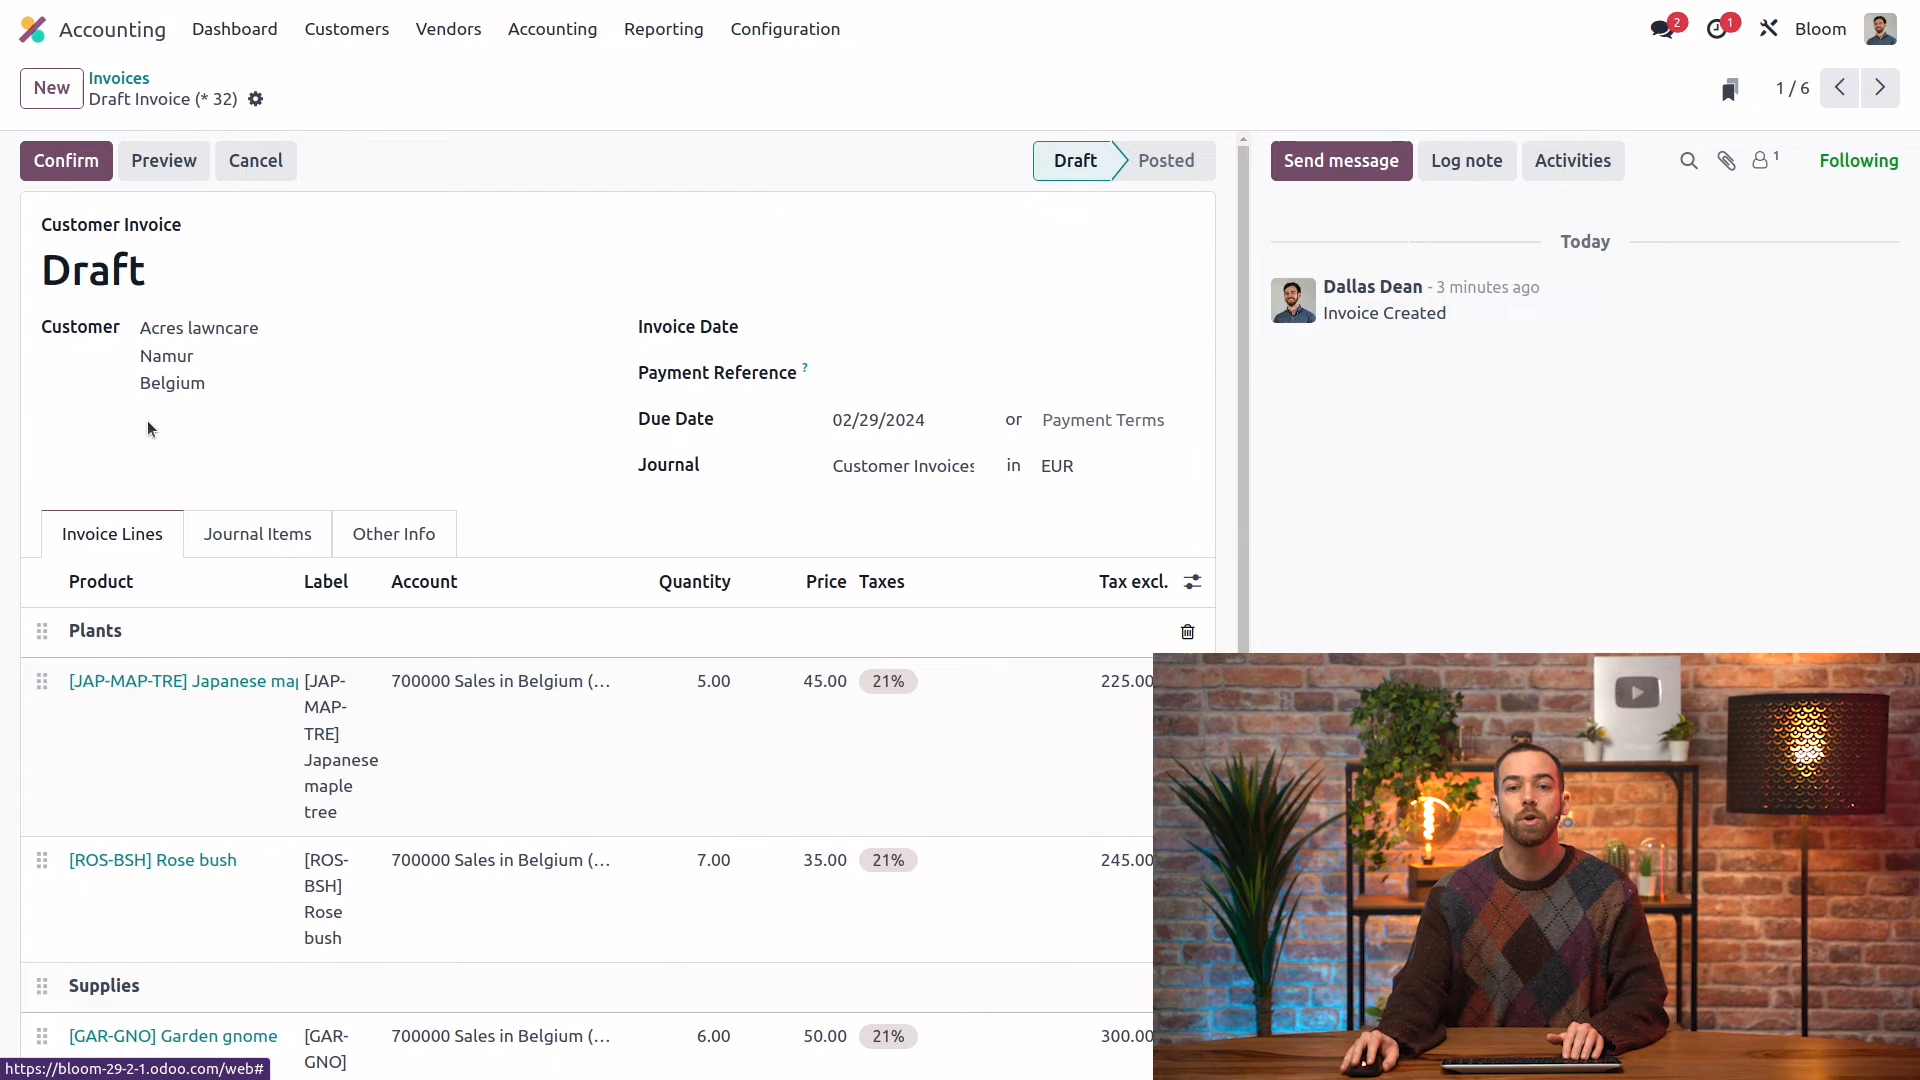 Accounting Dashboard Customers Vendors Accounting Reporting Configuration 2 1 Bloom
New Invoices
Draft Invoice (* 32) 1 / 6
Confirm Preview Cancel Draft Posted Send message Log note Activities 1 Following
Customer Invoice
Draft
Today
Dallas Dean - 3 minutes ago
Invoice Created
Customer Acres lawncare
Namur
Belgium
Invoice Date
Payment Reference ?
Due Date 02/29/2024 or Payment Terms
Journal Customer Invoices in EUR
Invoice Lines Journal Items Other Info
Product Label Account Quantity Price Taxes Tax excl.
Plants
[JAP-MAP-TRE] Japanese map [JAP- 700000 Sales in Belgium (... 5.00 45.00 21% 225.00
MAP-
TRE]
Japanese
maple
tree
[ROS-BSH] Rose bush [ROS- 700000 Sales in Belgium (... 7.00 35.00 21% 245.00
BSH]
Rose
bush
Supplies
[GAR-GNO] Garden gnome [GAR- 700000 Sales in Belgium (... 6.00 50.00 21% 300.00
GNO]
https://bloom-29-2-1.odoo.com/web#